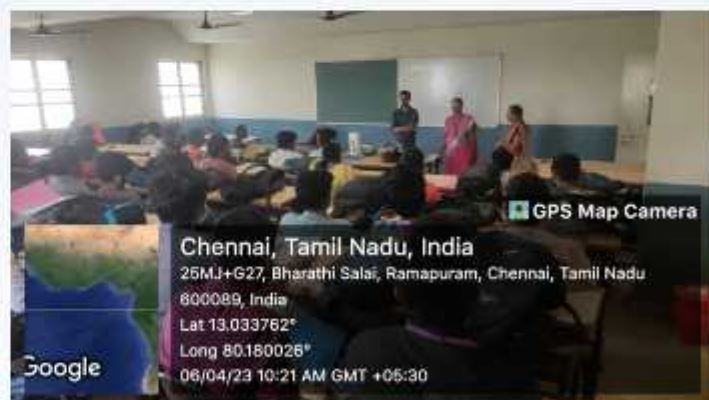 GPS Map Camera
Chennai, Tamil Nadu, India
25MJ+G27, Bharathi Salai, Ramapuram, Chennai, Tamil Nadu
600089, India
Lat 13.033762°
Long 80.180026°
06/04/23 10:21 AM GMT +05:30
Google